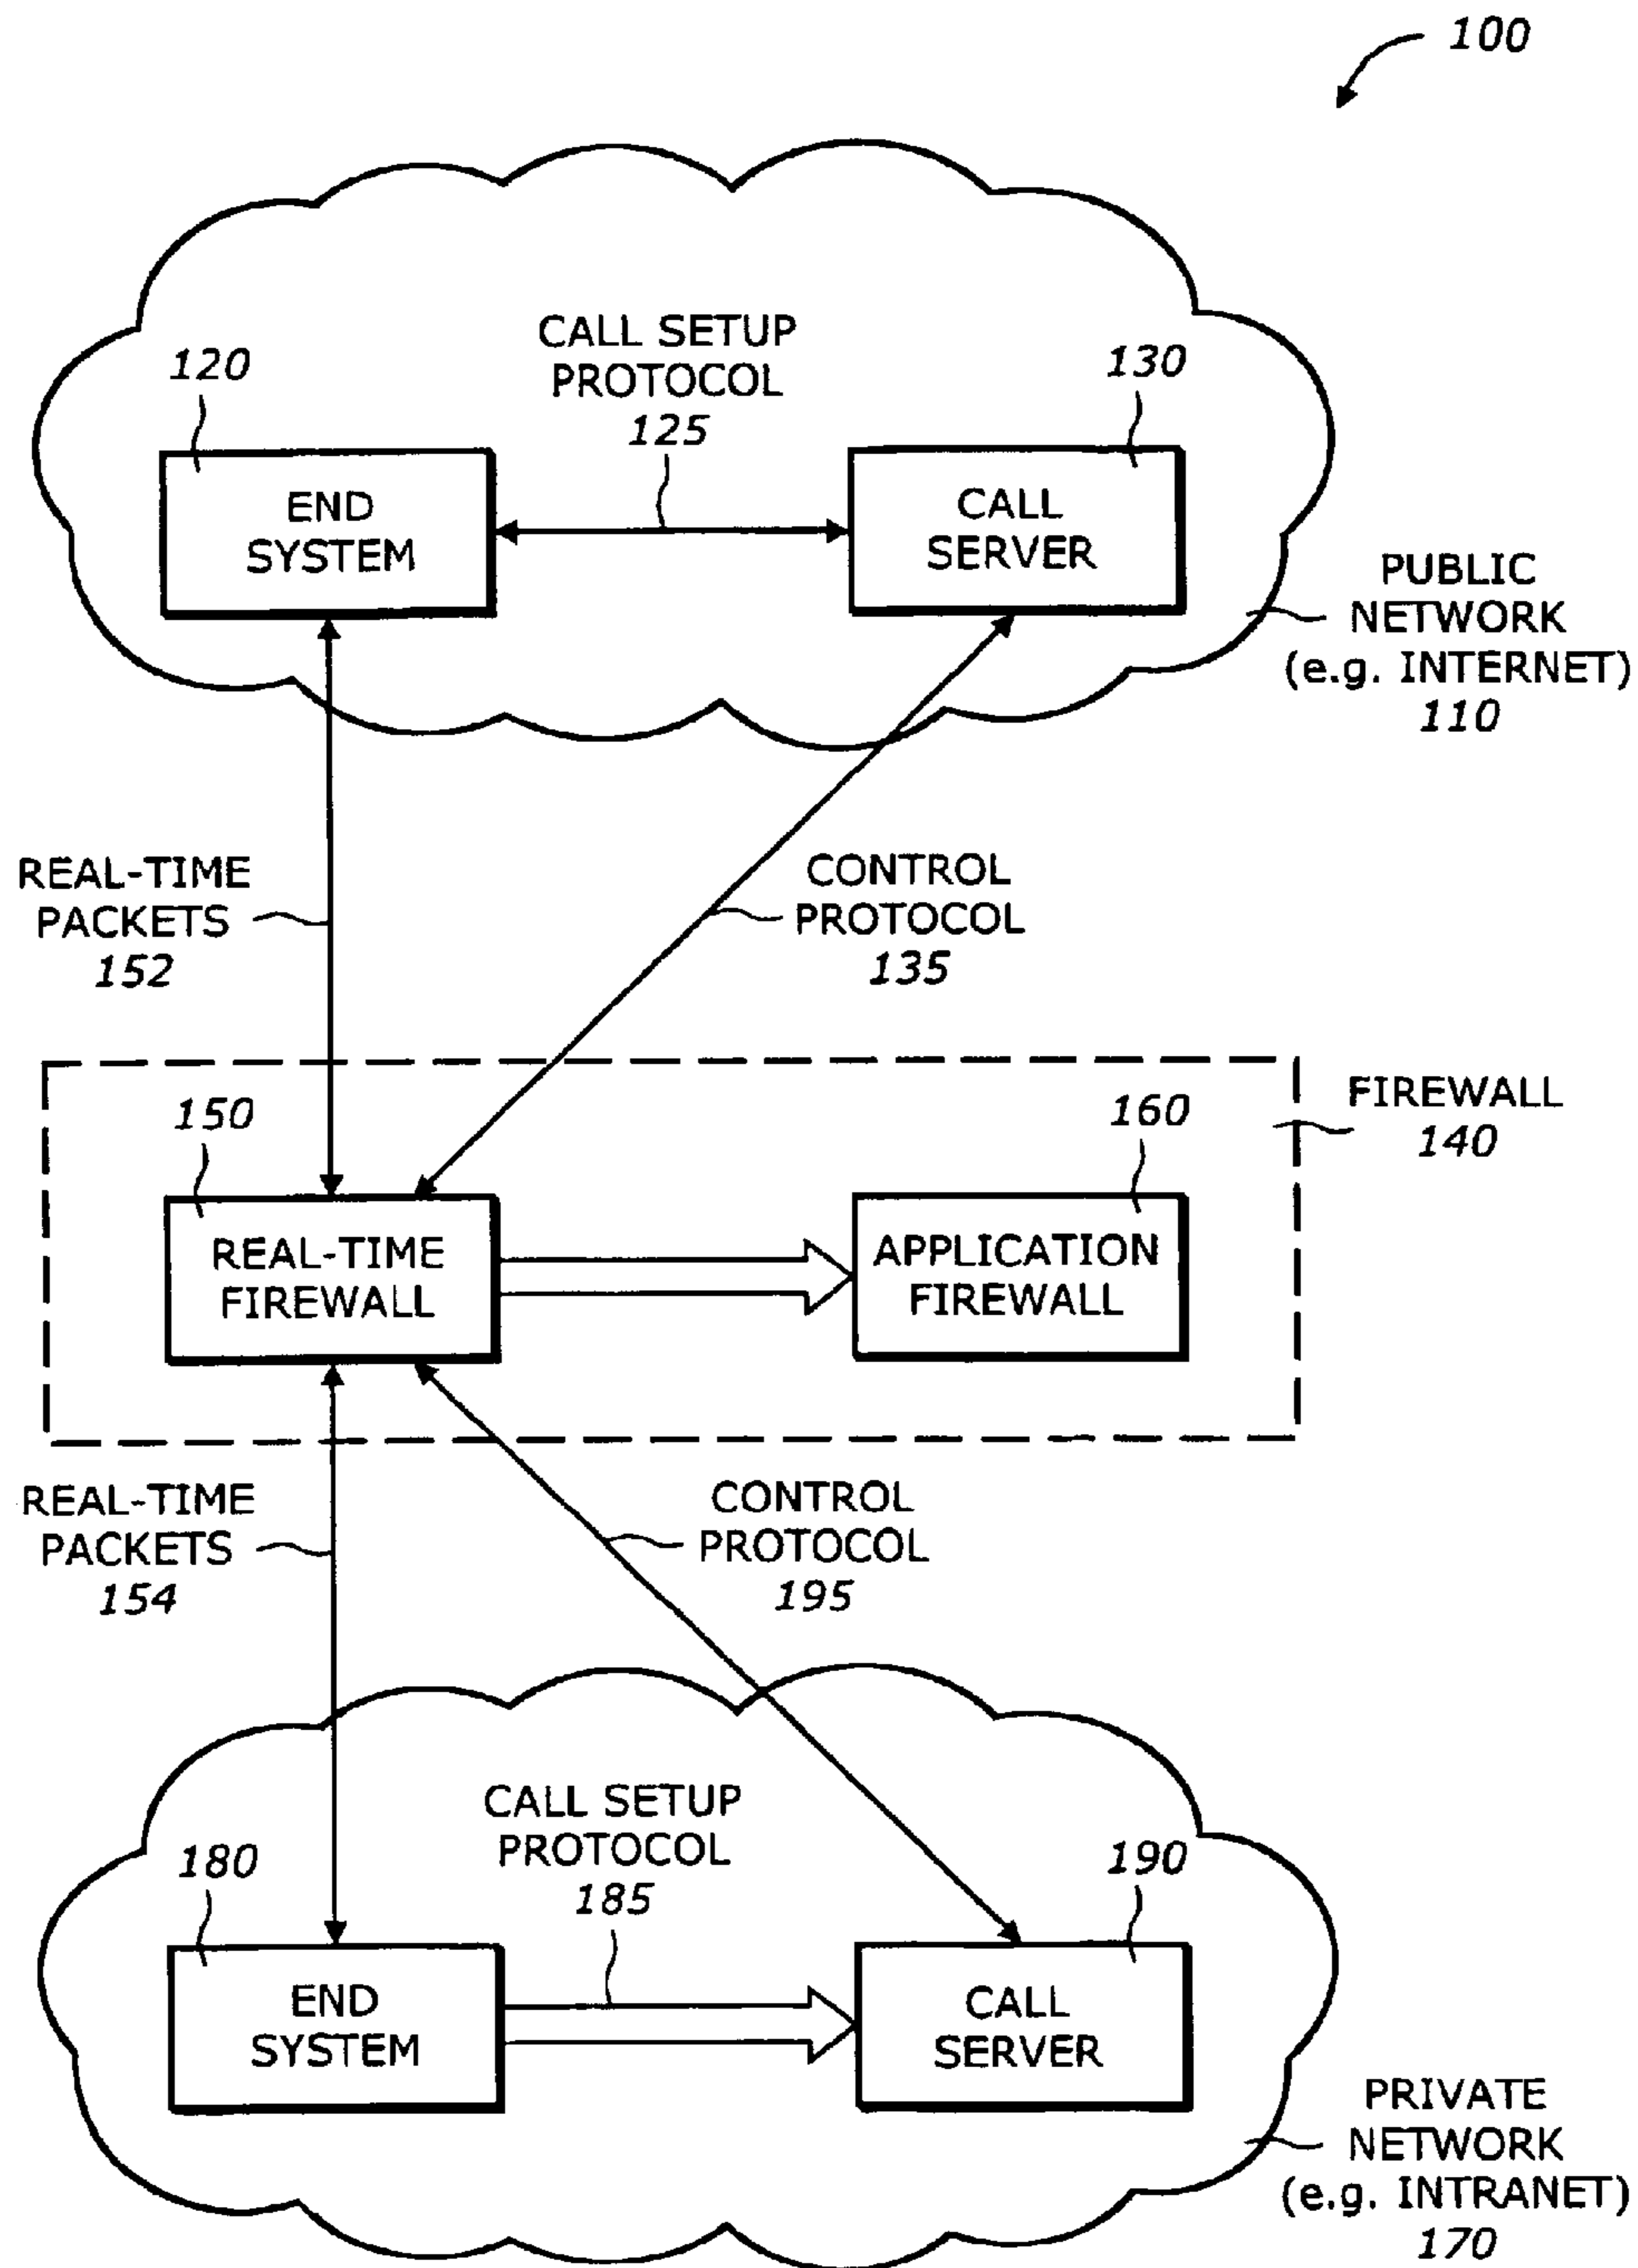 100
CALL SETUP
PROTOCOL
125
120
130
END
SYSTEM
CALL
SERVER
PUBLIC
NETWORK
(e.g. INTERNET)
110
REAL-TIME
PACKETS
152
CONTROL
PROTOCOL
135
FIREWALL
140
150
160
REAL-TIME
FIREWALL
APPLICATION
FIREWALL
REAL-TIME
PACKETS
154
CONTROL
PROTOCOL
195
CALL SETUP
PROTOCOL
185
180
190
END
SYSTEM
CALL
SERVER
PRIVATE
NETWORK
(e.g. INTRANET)
170